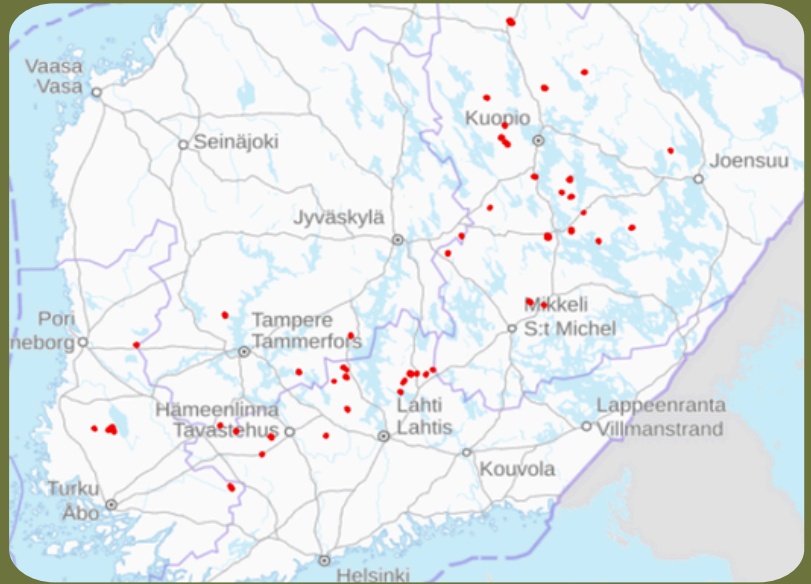 Vaasa
Vasa
Seinäjoki
Kuopio
Joensuu
Jyväskylä
Mikkeli
S:t Michel
Pori
neborg
Tampere
Tammerfors
Hämeenlinna
Tavastehus
Lahti
Lahtis
Lappeenranta
Villmanstrand
Kouvola
Turku
Åbo
Helsinki